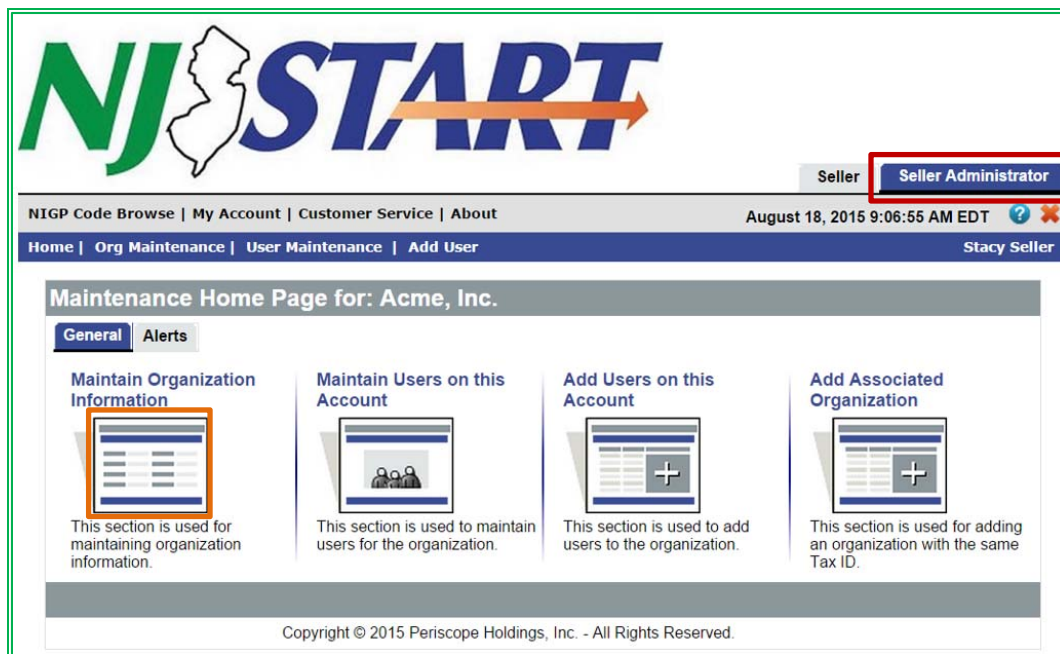 NJ START
Seller Seller Administrator
NIGP Code Browse | My Account | Customer Service | About August 18, 2015 9:06:55 AM EDT ?
Home | Org Maintenance | User Maintenance | Add User Stacy Seller
Maintenance Home Page for: Acme, Inc.
General Alerts
Maintain Organization
Information
This section is used for
maintaining organization
information.
Maintain Users on this
Account
This section is used to maintain
users for the organization.
Add Users on this
Account
This section is used to add
users to the organization.
Add Associated
Organization
This section is used for adding
an organization with the same
Tax ID.
Copyright © 2015 Periscope Holdings, Inc. - All Rights Reserved.